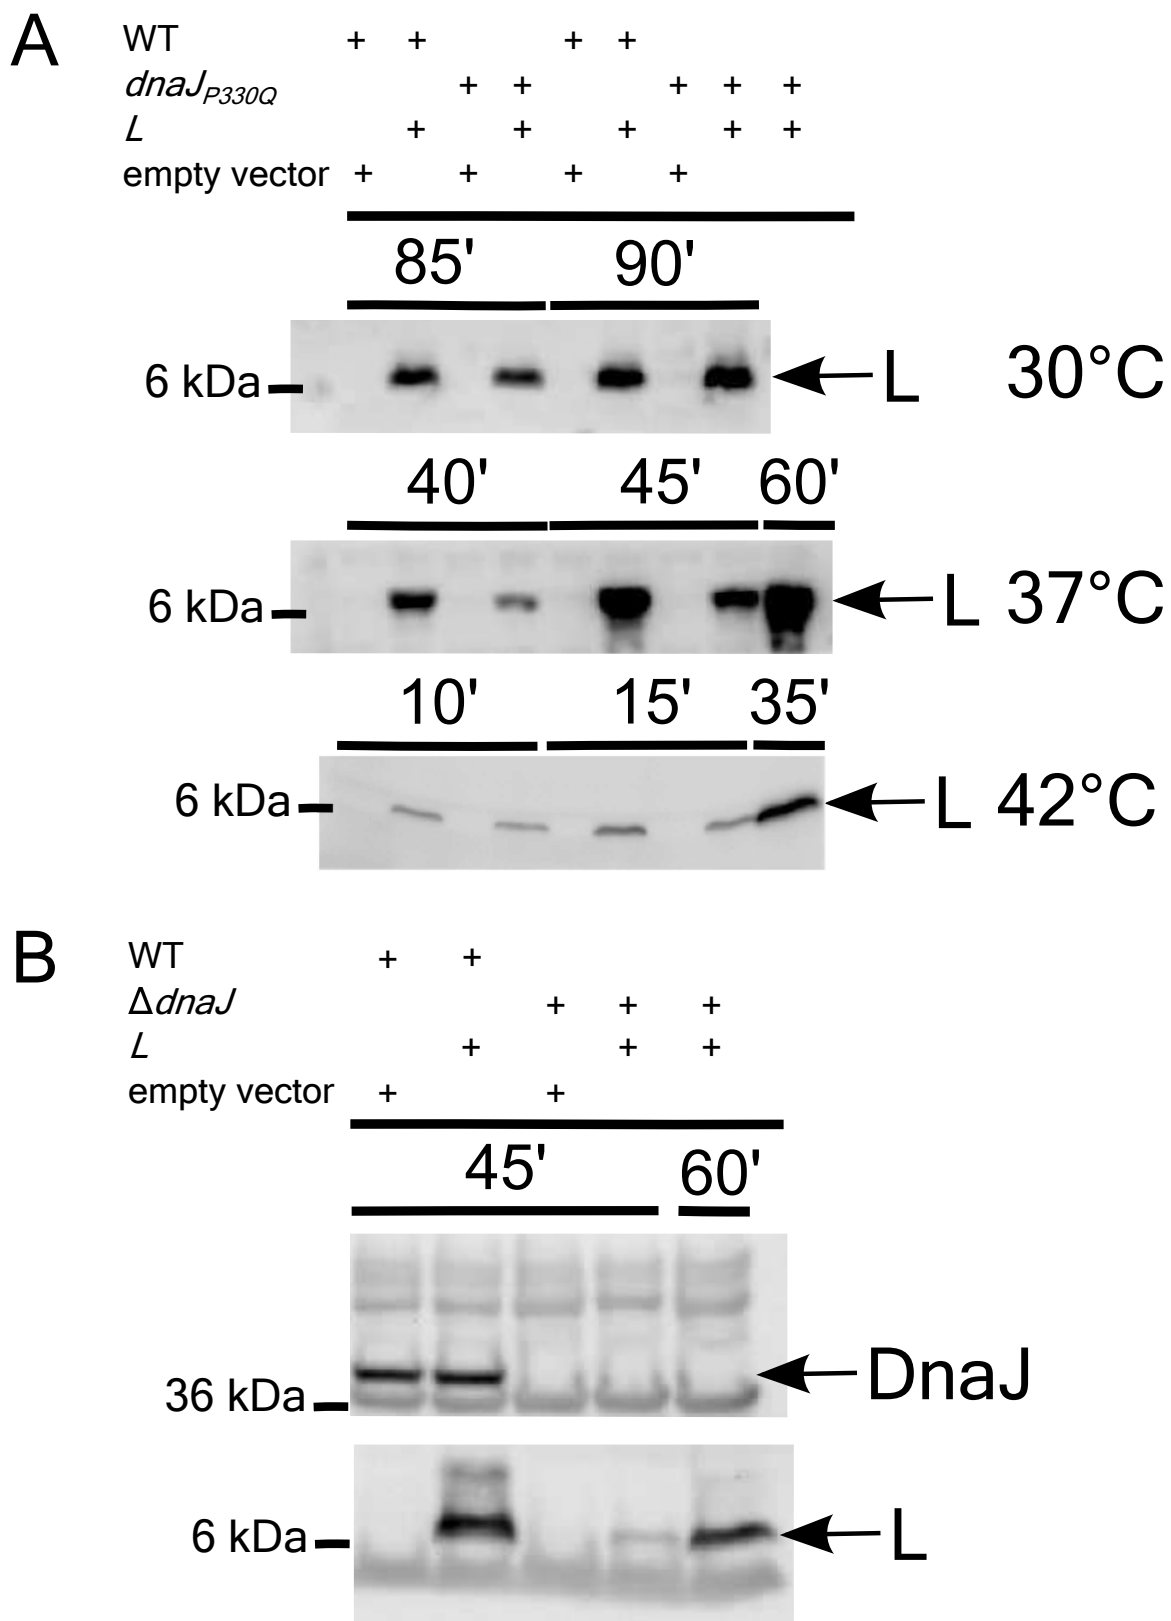 A
WT + + + +
dnaJP330Q + + + + +
L + + + + +
empty vector + + + +
85' 90'
6 kDa L 30°C
40' 45' 60'
6 kDa L 37°C
10' 15' 35'
6 kDa L 42°C
B
WT + +
ΔdnaJ + + +
L + + +
empty vector + +
45' 60'
36 kDa DnaJ
6 kDa L